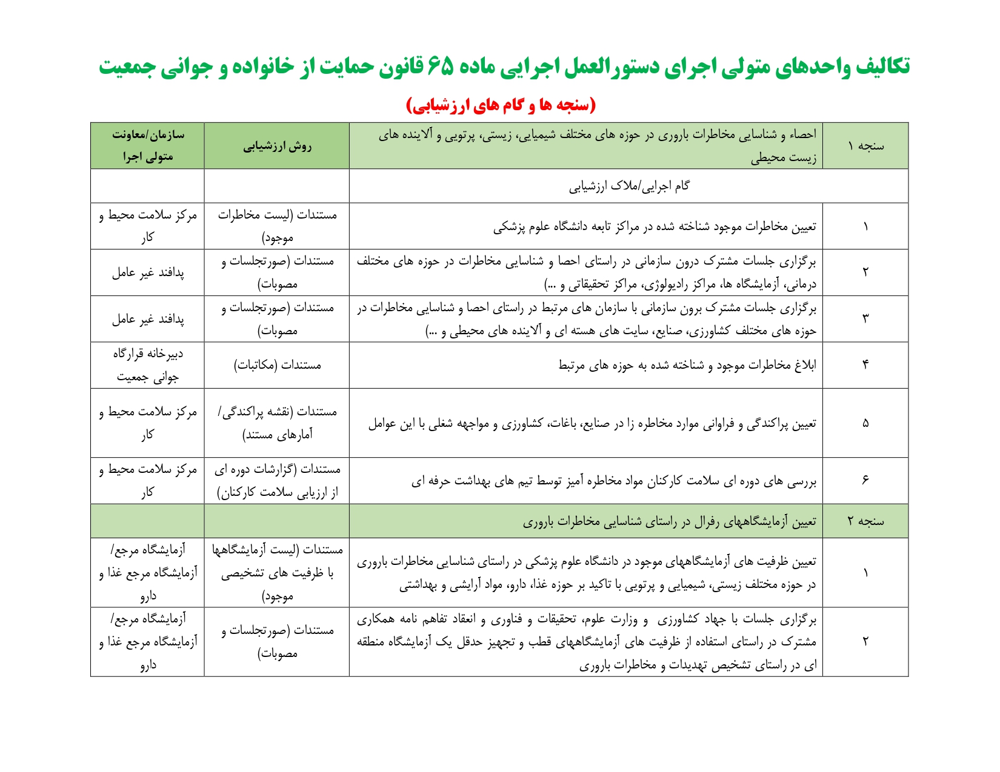 تکالیف واحدهای متولی اجرای دستورالعمل اجرایی ماده ۶۵ قانون حمایت از خانواده و جوانی جمعیت
(سنجه ها و گام های ارزشیابی)
سنجه ۱
احصاء و شناسایی مخاطرات باروری در حوزه های مختلف شیمیایی، زیستی، پرتویی و آلاینده های
زیست محیطی
روش ارزشیابی
سازمان/معاونت
متولی اجرا
گام اجرایی/ملاک ارزشیابی
۱
تعیین مخاطرات موجود شناخته شده در مراکز تابعه دانشگاه علوم پزشکی
مستندات (لیست مخاطرات
موجود)
مرکز سلامت محیط و
کار
۲
برگزاری جلسات مشترک درون سازمانی در راستای احصا و شناسایی مخاطرات در حوزه های مختلف
درمانی، آزمایشگاه ها، مراکز رادیولوژی، مراکز تحقیقاتی و ...)
مستندات (صورتجلسات و
مصوبات)
پدافند غیر عامل
۳
برگزاری جلسات مشترک برون سازمانی با سازمان های مرتبط در راستای احصا و شناسایی مخاطرات در
حوزه های مختلف کشاورزی، صنایع، سایت های هسته ای و آلاینده های محیطی و ...)
مستندات (صورتجلسات و
مصوبات)
پدافند غیر عامل
۴
ابلاغ مخاطرات موجود و شناخته شده به حوزه های مرتبط
مستندات (مکاتبات)
دبیرخانه قرارگاه
جوانی جمعیت
۵
تعیین پراکندگی و فراوانی موارد مخاطره زا در صنایع، باغات، کشاورزی و مواجهه شغلی با این عوامل
مستندات (نقشه پراکندگی/
آمارهای مستند)
مرکز سلامت محیط و
کار
۶
بررسی های دوره ای سلامت کارکنان مواد مخاطره آمیز توسط تیم های بهداشت حرفه ای
مستندات (گزارشات دوره ای
از ارزیابی سلامت کارکنان)
مرکز سلامت محیط و
کار
سنجه ۲
تعیین آزمایشگاههای رفرال در راستای شناسایی مخاطرات باروری
۱
تعیین ظرفیت های آزمایشگاههای موجود در دانشگاه علوم پزشکی در راستای شناسایی مخاطرات باروری
در حوزه مختلف زیستی، شیمیایی و پرتویی با تاکید بر حوزه غذا، دارو، مواد آرایشی و بهداشتی
مستندات (لیست آزمایشگاهها
با ظرفیت های تشخیصی
موجود)
آزمایشگاه مرجع/
آزمایشگاه مرجع غذا و
دارو
۲
برگزاری جلسات با جهاد کشاورزی و وزارت علوم، تحقیقات و فناوری و انعقاد تفاهم نامه همکاری
مشترک در راستای استفاده از ظرفیت های آزمایشگاههای قطب و تجهیز حدقل یک آزمایشگاه منطقه
ای در راستای تشخیص تهدیدات و مخاطرات باروری
مستندات (صورتجلسات و
مصوبات)
آزمایشگاه مرجع/
آزمایشگاه مرجع غذا و
دارو